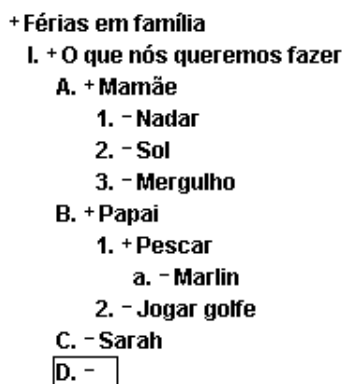 + Férias em família
I. + O que nós queremos fazer
A. + Mamãe
1. - Nadar
2. - Sol
3. - Mergulho
B. + Papai
1. + Pescar
a. - Marlin
2. - Jogar golfe
C. - Sarah
D. -